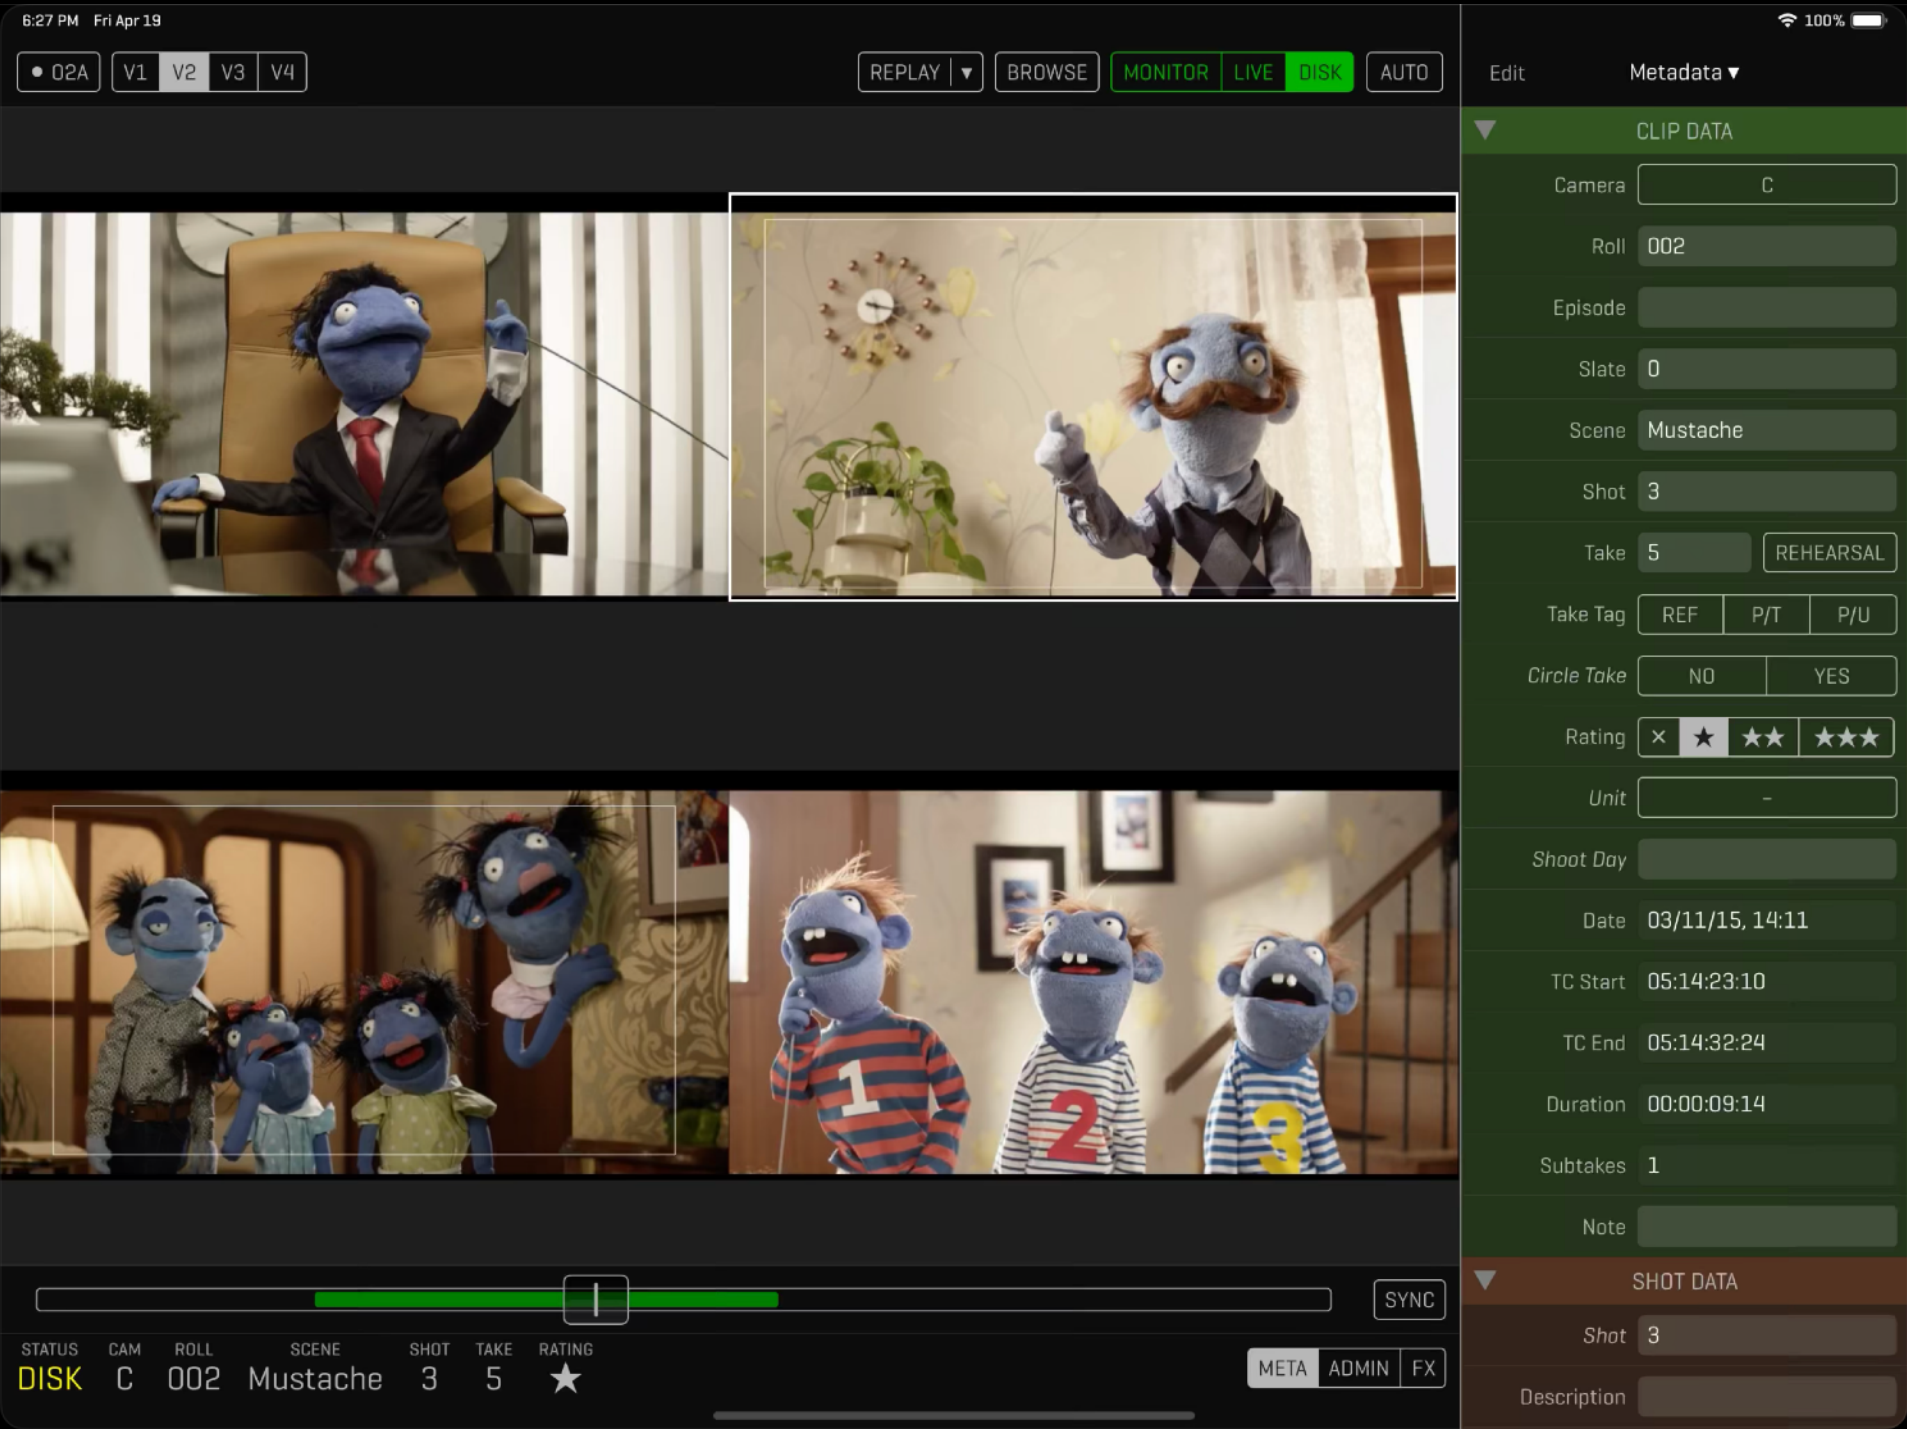 6:27 PM Fri Apr 19
100%
02A V1 V2 V3 V4 REPLAY ▼ BROWSE MONITOR LIVE DISK AUTO
Edit Metadata ▾
CLIP DATA
Camera C
Roll 002
Episode
Slate 0
Scene Mustache
Shot 3
Take 5 REHEARSAL
Take Tag REF P/T P/U
Circle Take NO YES
Rating × ★ ★★ ★★★
Unit –
Shoot Day
Date 03/11/15, 14:11
TC Start 05:14:23:10
TC End 05:14:32:24
Duration 00:00:09:14
Subtakes 1
Note
SHOT DATA
Shot 3
Description
1 2 3
SYNC
STATUS CAM ROLL SCENE SHOT TAKE RATING
DISK C 002 Mustache 3 5 ★
META ADMIN FX